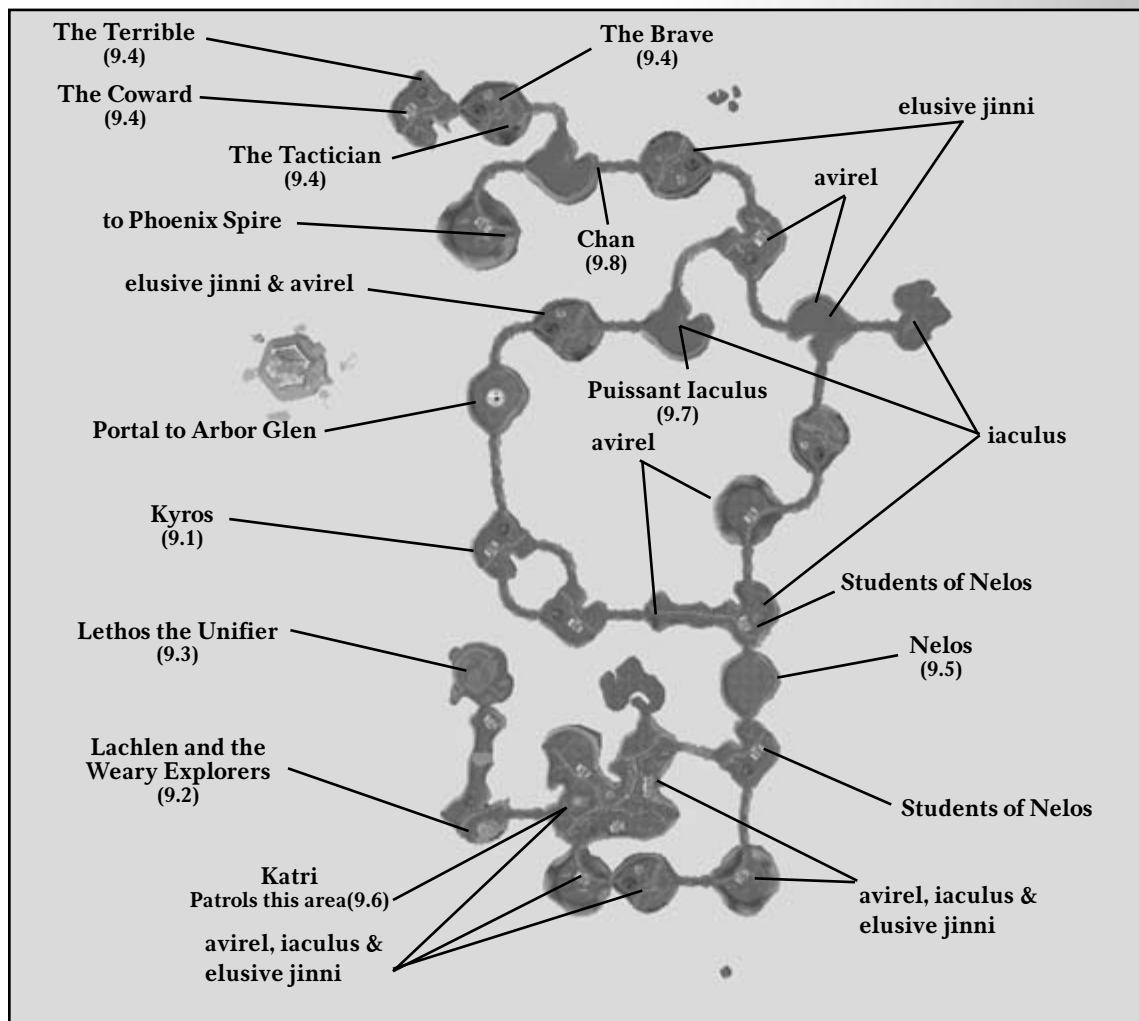 The Terrible
(9.4)
The Brave
(9.4)
The Coward
(9.4)
elusive jinni
The Tactician
(9.4)
avirel
to Phoenix Spire
Chan
(9.8)
elusive jinni & avirel
Puissant Iaculus
(9.7)
Portal to Arbor Glen
avirel
iaculus
Kyros
(9.1)
Students of Nelos
Lethos the Unifier
(9.3)
Nelos
(9.5)
Lachlen and the
Weary Explorers
(9.2)
Students of Nelos
Katri
Patrols this area(9.6)
avirel, iaculus &
elusive jinni
avirel, iaculus &
elusive jinni